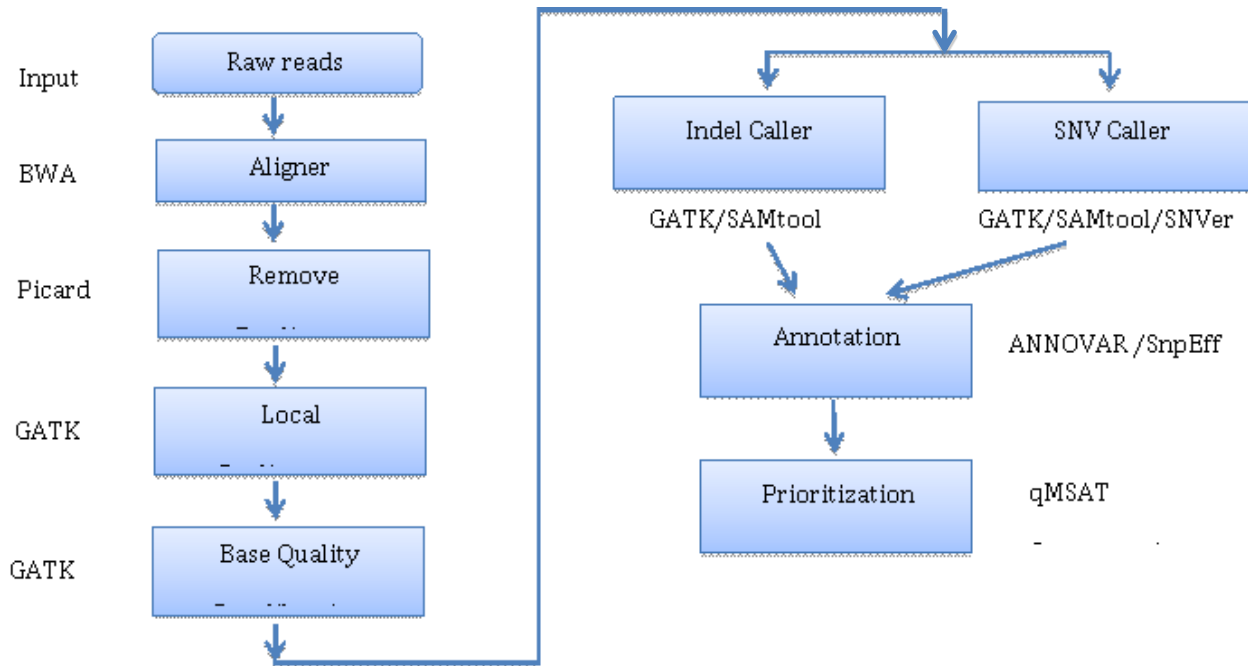 Input
Raw reads
BWA
Aligner
Picard
Remove
GATK
Local
GATK
Base Quality
Indel Caller
SNV Caller
GATK/SAMtool
GATK/SAMtool/SNVer
Annotation
ANNOVAR /SnpEff
Prioritization
qMSAT